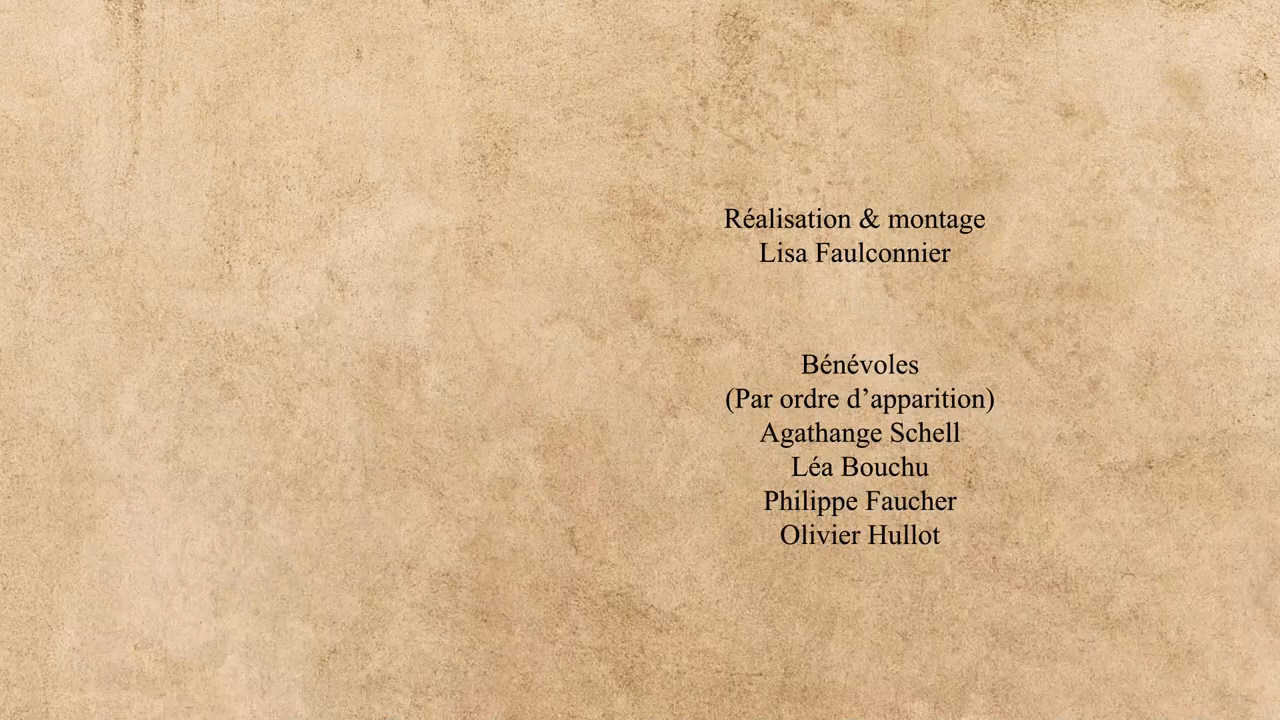 Réalisation & montage
Lisa Faulconnier
Bénévoles
(Par ordre d’apparition)
Agathange Schell
Léa Bouchu
Philippe Faucher
Olivier Hullot